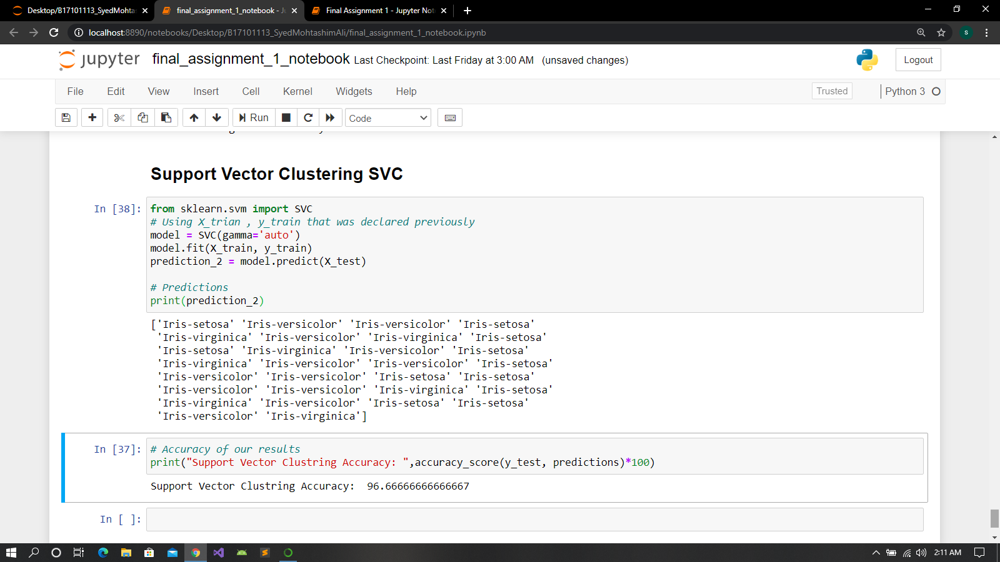 Desktop/B17101113_SyedMohta
final_assignment_1_notebook - Ju
Final Assignment 1 - Jupyter Not
localhost:8890/notebooks/Desktop/B17101113_SyedMohtashimAli/final_assignment_1_notebook.ipynb
S
jupyter final_assignment_1_notebook Last Checkpoint: Last Friday at 3:00 AM (unsaved changes)
Logout
File Edit View Insert Cell Kernel Widgets Help
Trusted
Python 3
Run
Code
Support Vector Clustering SVC
In [38]:
from sklearn.svm import SVC
# Using X_trian , y_train that was declared previously
model = SVC(gamma='auto')
model.fit(X_train, y_train)
prediction_2 = model.predict(X_test)
# Predictions
print(prediction_2)
['Iris-setosa' 'Iris-versicolor' 'Iris-versicolor' 'Iris-setosa'
'Iris-virginica' 'Iris-versicolor' 'Iris-virginica' 'Iris-setosa'
'Iris-setosa' 'Iris-virginica' 'Iris-versicolor' 'Iris-setosa'
'Iris-virginica' 'Iris-versicolor' 'Iris-versicolor' 'Iris-setosa'
'Iris-versicolor' 'Iris-versicolor' 'Iris-setosa' 'Iris-setosa'
'Iris-versicolor' 'Iris-versicolor' 'Iris-virginica' 'Iris-setosa'
'Iris-virginica' 'Iris-versicolor' 'Iris-setosa' 'Iris-setosa'
'Iris-versicolor' 'Iris-virginica']
In [37]:
# Accuracy of our results
print("Support Vector Clustring Accuracy: ",accuracy_score(y_test, predictions)*100)
Support Vector Clustring Accuracy:  96.66666666666667
In [ ]:
2:11 AM